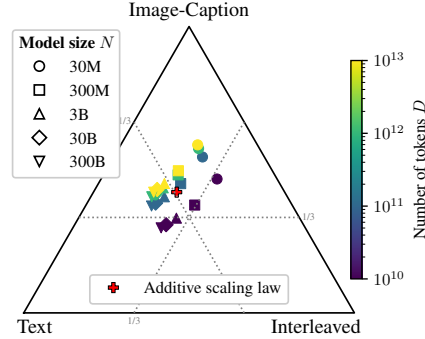 Image-Caption
Model size N
30M
300M
3B
30B
300B
1/3
1/3
1/3
Additive scaling law
Text
Interleaved
10^13
10^12
10^11
10^10
Number of tokens D